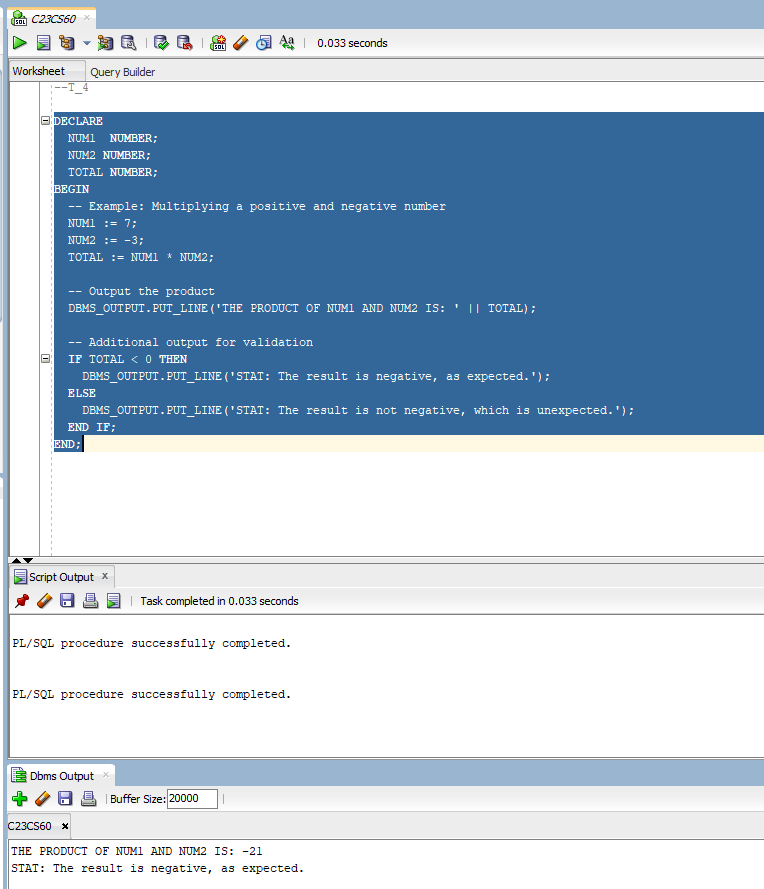 C23CS60
0.033 seconds
Worksheet Query Builder
--T_4
DECLARE
  NUM1  NUMBER;
  NUM2 NUMBER;
  TOTAL NUMBER;
BEGIN
  -- Example: Multiplying a positive and negative number
  NUM1 := 7;
  NUM2 := -3;
  TOTAL := NUM1 * NUM2;
  -- Output the product
  DBMS_OUTPUT.PUT_LINE('THE PRODUCT OF NUM1 AND NUM2 IS: ' || TOTAL);
  -- Additional output for validation
  IF TOTAL < 0 THEN
    DBMS_OUTPUT.PUT_LINE('STAT: The result is negative, as expected.');
  ELSE
    DBMS_OUTPUT.PUT_LINE('STAT: The result is not negative, which is unexpected.');
  END IF;
END;
Script Output
Task completed in 0.033 seconds
PL/SQL procedure successfully completed.
PL/SQL procedure successfully completed.
Dbms Output
Buffer Size: 20000
C23CS60
THE PRODUCT OF NUM1 AND NUM2 IS: -21
STAT: The result is negative, as expected.